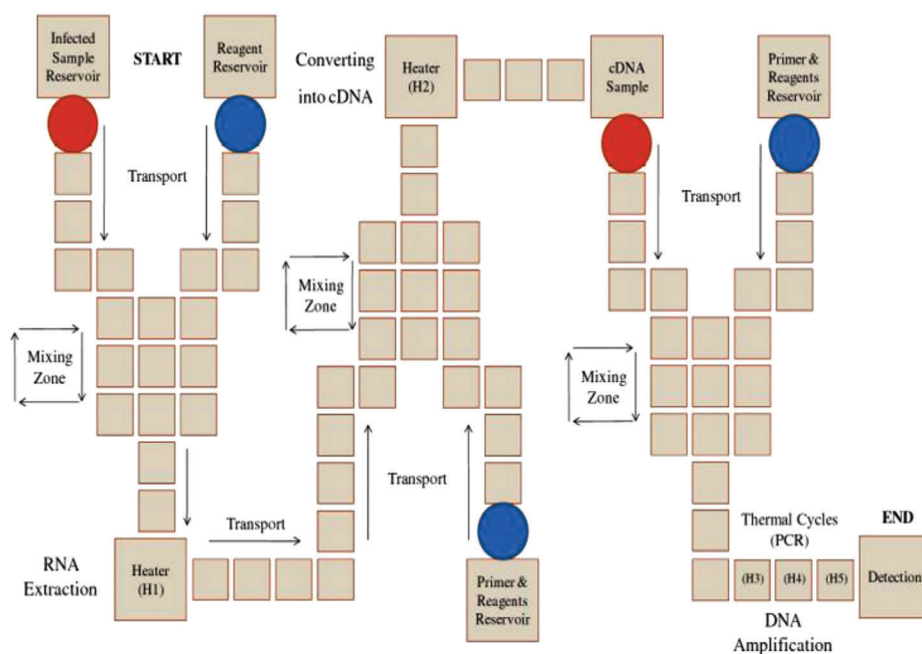 Infected
Sample
Reservoir
START
Reagent
Reservoir
Converting
into cDNA
Heater
(H2)
cDNA
Sample
Primer &
Reagents
Reservoir
Transport
Transport
Mixing
Zone
Mixing
Zone
Mixing
Zone
Transport
Transport
RNA
Extraction
Heater
(H1)
Primer &
Reagents
Reservoir
Thermal Cycles
(PCR)
END
(H3)
(H4)
(H5)
Detection
DNA
Amplification